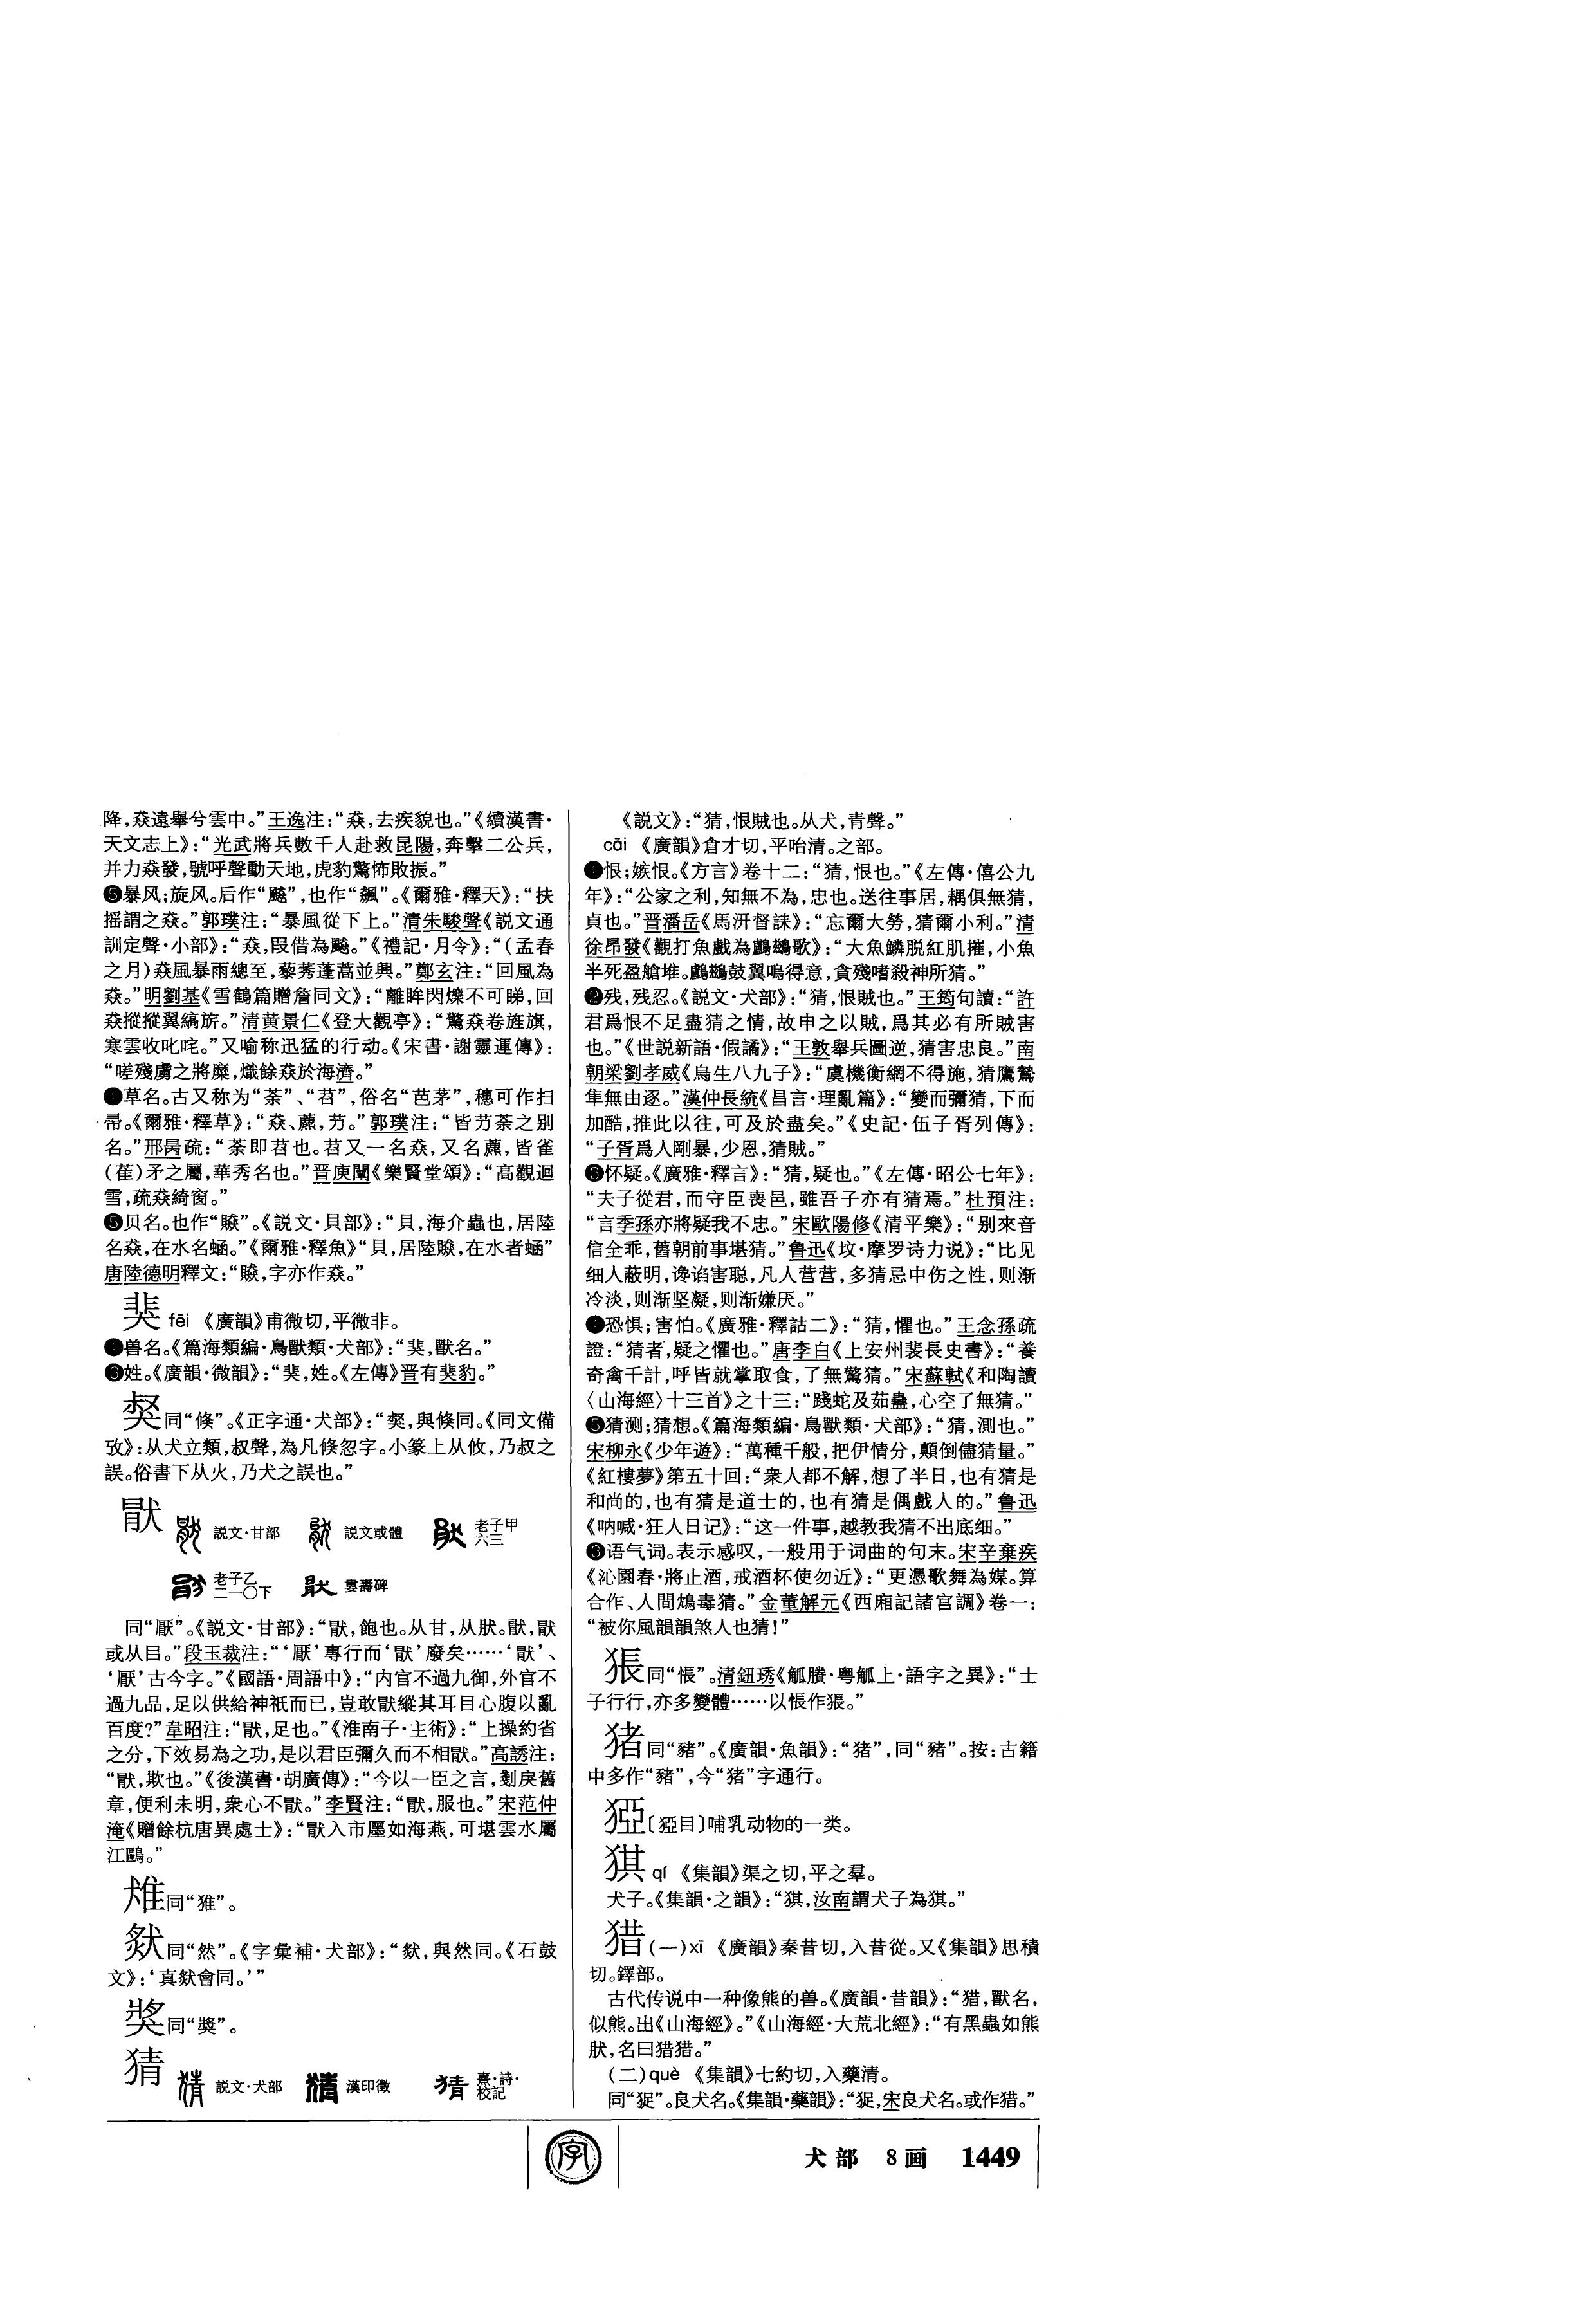 降，猋遠舉兮雲中。”王逸注：“猋，去疾貌也。”《續漢書·
天文志上》：“光武將兵數千人赴救昆陽，奔擊二公兵，
并力猋發，號呼聲動天地，虎豹驚怖敗振。”
❺暴风；旋风。后作“飈”，也作“飆”。《爾雅·釋天》：“扶
摇謂之猋。”郭璞注：“暴風從下上。”清朱駿聲《説文通
訓定聲·小部》：“猋，叚借為飈。”《禮記·月令》：“（孟春
之月）猋風暴雨總至，藜莠蓬蒿並興。”鄭玄注：“回風為
猋。”明劉基《雪鶴篇贈詹同文》：“離眸閃爍不可睇，回
猋摐摐翼縞旂。”清黄景仁《登大觀亭》：“驚猋卷旌旗，
寒雲收叱咤。”又喻称迅猛的行动。《宋書·謝靈運傳》：
“嗟殘虜之將糜，熾餘猋於海濟。”
草名。古又称为“荼”、“苕”，俗名“芭茅”，穗可作扫
帚。《爾雅·釋草》：“猋、藨，艿。”郭璞注：“皆艿荼之别
名。”邢昺疏：“荼即苕也。苕又一名猋，又名藨，皆雀
（萑）矛之屬，華秀名也。”晋庾闡《樂賢堂頌》：“高觀迴
雪，疏猋綺窗。”
❺贝名。也作“贆”。《説文·貝部》：“貝，海介蟲也，居陸
名猋，在水名蜬。”《爾雅·釋魚》“貝，居陸贆，在水者蜬”
唐陸德明釋文：“贆，字亦作猋。”
猆 fēi 《廣韻》甫微切，平微非。
兽名。《篇海類編·鳥獸類·犬部》：“猆，獸名。”
❸姓。《廣韻·微韻》：“猆，姓。《左傳》晋有猆豹。”
同“倏”。《正字通·犬部》：“，與倏同。《同文備
攷》：从犬立類，叔聲，為凡倏忽字。小篆上从攸，乃叔之
誤。俗書下从火，乃犬之誤也。”
猒 説文·甘部 説文或體 老子甲六三
老子乙二一〇下 婁壽碑
同“厭”。《説文·甘部》：“猒，飽也。从甘，从肰。猒，猒
或从目。”段玉裁注：“‘厭’專行而‘猒’廢矣……‘猒’、
‘厭’古今字。”《國語·周語中》：“内官不過九御，外官不
過九品，足以供給神祇而已，豈敢猒縱其耳目心腹以亂
百度？”韋昭注：“猒，足也。”《淮南子·主術》：“上操約省
之分，下效易為之功，是以君臣彌久而不相猒。”高誘注：
“猒，欺也。”《後漢書·胡廣傳》：“今以一臣之言，剗戾舊
章，便利未明，衆心不猒。”李賢注：“猒，服也。”宋范仲
淹《贈餘杭唐異處士》：“猒入市廛如海燕，可堪雲水屬
江鷗。”
同“猚”。
同“然”。《字彙補·犬部》：“，與然同。《石鼓
文》：‘真會同。’”
奬同“獎”。
猜 説文·犬部 漢印徵 熹·詩·校記
《説文》：“猜，恨賊也。从犬，青聲。”
cāi 《廣韻》倉才切，平咍清。之部。
恨；嫉恨。《方言》卷十二：“猜，恨也。”《左傳·僖公九
年》：“公家之利，知無不為，忠也。送往事居，耦俱無猜，
貞也。”晋潘岳《馬汧督誄》：“忘爾大勞，猜爾小利。”清
徐昂發《觀打魚戲為鸕鷀歌》：“大魚鱗脱紅肌摧，小魚
半死盈艙堆。鸕鷀鼓翼鳴得意，貪殘嗜殺神所猜。”
❷残，残忍。《説文·犬部》：“猜，恨賊也。”王筠句讀：“許
君爲恨不足盡猜之情，故申之以賊，爲其必有所賊害
也。”《世説新語·假譎》：“王敦舉兵圖逆，猜害忠良。”南
朝梁劉孝威《烏生八九子》：“虞機衡網不得施，猜鷹鷙
隼無由逐。”漢仲長統《昌言·理亂篇》：“變而彌猜，下而
加酷，推此以往，可及於盡矣。”《史記·伍子胥列傳》：
“子胥爲人剛暴，少恩，猜賊。”
❸怀疑。《廣雅·釋言》：“猜，疑也。”《左傳·昭公七年》：
“夫子從君，而守臣喪邑，雖吾子亦有猜焉。”杜預注：
“言季孫亦將疑我不忠。”宋歐陽修《清平樂》：“别來音
信全乖，舊朝前事堪猜。”鲁迅《坟·摩罗诗力说》：“比见
细人蔽明，谗谄害聪，凡人营营，多猜忌中伤之性，则渐
冷淡，则渐坚凝，则渐嫌厌。”
恐惧；害怕。《廣雅·釋詁二》：“猜，懼也。”王念孫疏
證：“猜者，疑之懼也。”唐李白《上安州裴長史書》：“養
奇禽千計，呼皆就掌取食，了無驚猜。”宋蘇軾《和陶讀
〈山海經〉十三首》之十三：“踐蛇及茹蠱，心空了無猜。”
❺猜测；猜想。《篇海類編·鳥獸類·犬部》：“猜，測也。”
宋柳永《少年遊》：“萬種千般，把伊情分，顛倒儘猜量。”
《紅樓夢》第五十回：“衆人都不解，想了半日，也有猜是
和尚的，也有猜是道士的，也有猜是偶戲人的。”鲁迅
《呐喊·狂人日记》：“这一件事，越教我猜不出底细。”
语气词。表示感叹，一般用于词曲的句末。宋辛棄疾
《沁園春·將止酒，戒酒杯使勿近》：“更憑歌舞為媒。算
合作、人間鴆毒猜。”金董解元《西廂記諸宫調》卷一：
“被你風韻韻煞人也猜！”
同“悵”。清鈕琇《觚賸·粤觚上·語字之異》：“士
子行行，亦多變體……以悵作。”
猪同“豬”。《廣韻·魚韻》：“猪”，同“豬”。按：古籍
中多作“豬”，今“猪”字通行。
〔目〕哺乳动物的一类。
猉 qí 《集韻》渠之切，平之羣。
犬子。《集韻·之韻》：“猉，汝南謂犬子為猉。”
猎（一）xī 《廣韻》秦昔切，入昔從。又《集韻》思積
切。鐸部。
古代传说中一种像熊的兽。《廣韻·昔韻》：“猎，獸名，
似熊。出《山海經》。”《山海經·大荒北經》：“有黑蟲如熊
狀，名曰猎猎。”
（二）què 《集韻》七約切，入藥清。
同“㹱”。良犬名。《集韻·藥韻》：“㹱，宋良犬名。或作猎。”
字
犬部 8画 1449